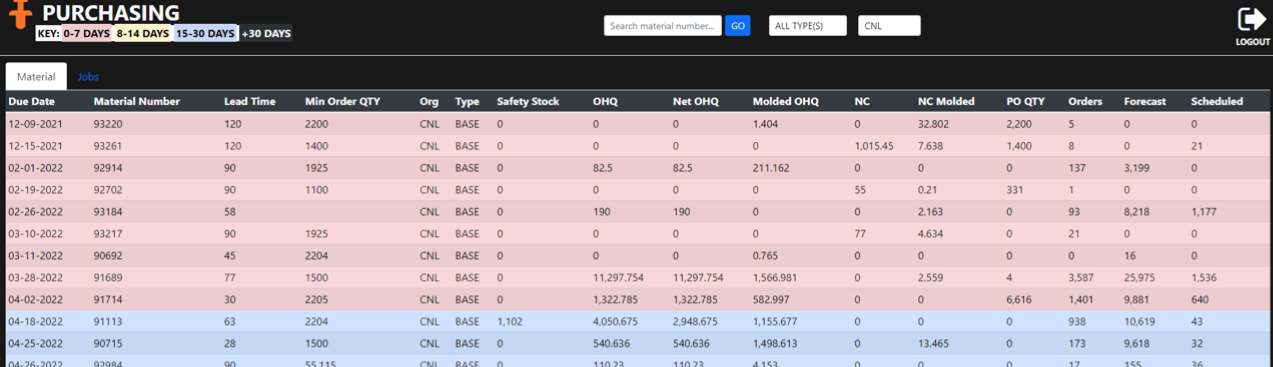 PURCHASING
KEY: 0-7 DAYS 8-14 DAYS 15-30 DAYS +30 DAYS
Search material number... GO ALL TYPE(S) CNL
LOGOUT
Material Jobs
Due Date Material Number Lead Time Min Order QTY Org Type Safety Stock OHQ Net OHQ Molded OHQ NC NC Molded PO QTY Orders Forecast Scheduled
12-09-2021 93220 120 2200 CNL BASE 0 0 0 1.404 0 32.802 2,200 5 0 0
12-15-2021 93261 120 1400 CNL BASE 0 0 0 0 1,015.45 7.638 1,400 8 0 21
02-01-2022 92914 90 1925 CNL BASE 0 82.5 82.5 211.162 0 0 0 137 3,199 0
02-19-2022 92702 90 1100 CNL BASE 0 0 0 0 55 0.21 331 1 0 0
02-26-2022 93184 58 CNL BASE 0 190 190 0 0 2.163 0 93 8,218 1,177
03-10-2022 93217 90 1925 CNL BASE 0 0 0 0 77 4.634 0 21 0 0
03-11-2022 90692 45 2204 CNL BASE 0 0 0 0.765 0 0 0 0 16 0
03-28-2022 91689 77 1500 CNL BASE 0 11,297.754 11,297.754 1,566.981 0 2.559 4 3,587 25,975 1,536
04-02-2022 91714 30 2205 CNL BASE 0 1,322.785 1,322.785 582.997 0 0 6,616 1,401 9,881 640
04-18-2022 91113 63 2204 CNL BASE 1,102 4,050.675 2,948.675 1,155.677 0 0 0 938 10,619 43
04-25-2022 90715 28 1500 CNL BASE 0 540.636 540.636 1,498.613 0 13.465 0 173 9,618 32
04-26-2022 92984 90 55.115 CNL BASE 0 110.23 110.23 4.153 0 0 0 17 155 36